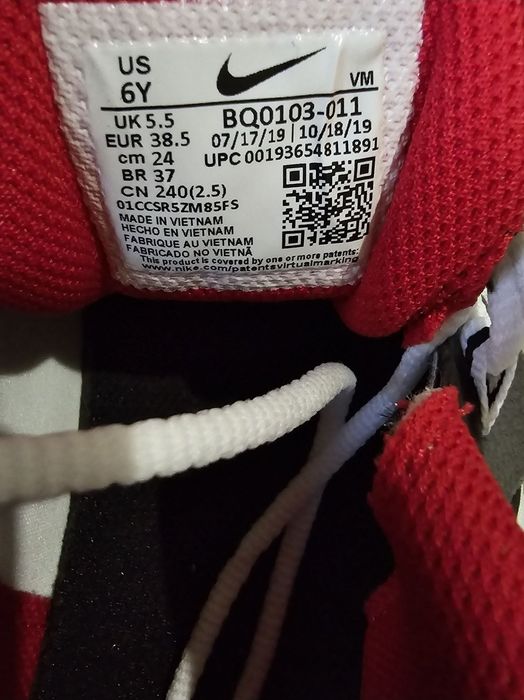 US
6Y
VM
UK 5.5
EUR 38.5
cm 24
BR 37
CN 240(2.5)
BQ0103-011
07/17/19 | 10/18/19
UPC 00193654811891
01CCSR5ZM85FS
MADE IN VIETNAM
HECHO EN VIETNAM
FABRIQUE AU VIETNAM
FABRICADO NO VIETNÃ
This product is covered by one or more patents:
www.nike.com/patentsvirtualmarking